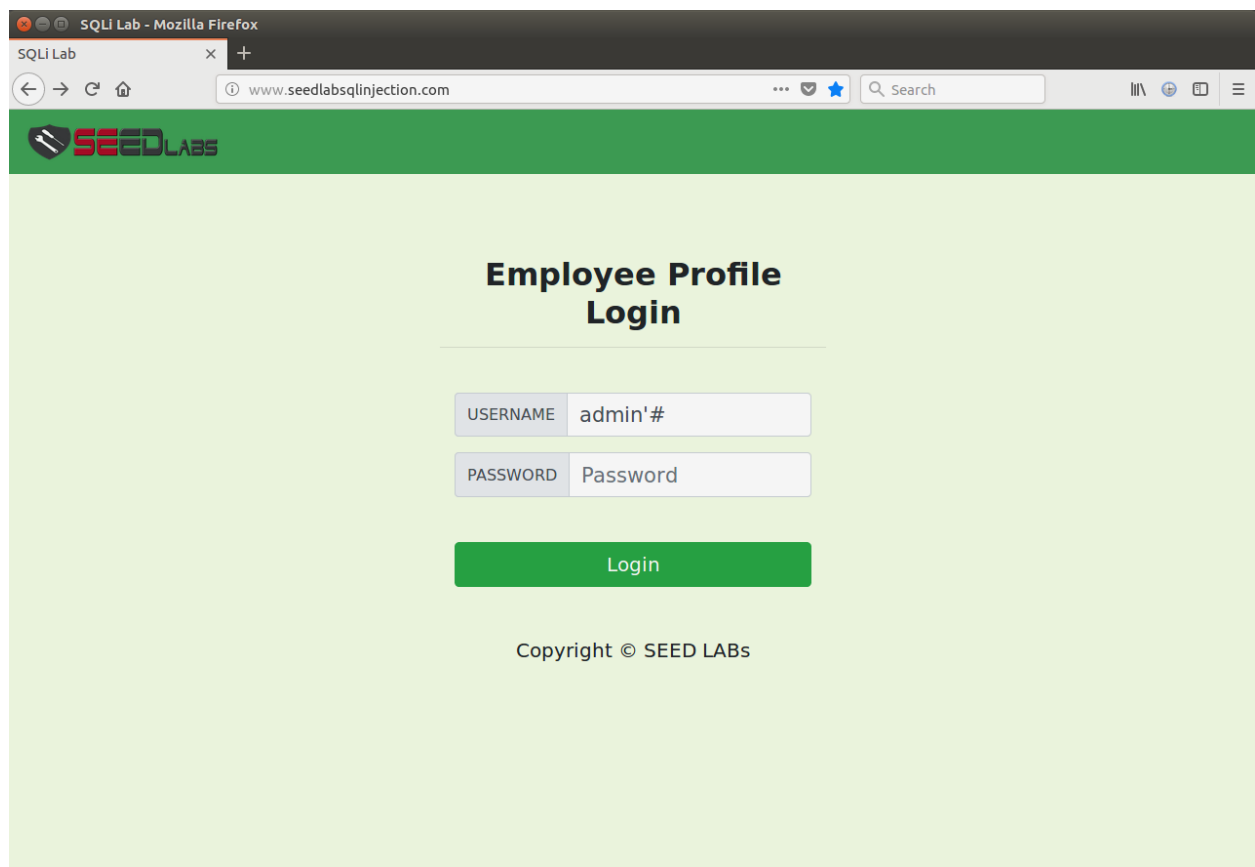 SQLi Lab - Mozilla Firefox
SQLi Lab
www.seedlabsqlinjection.com
Search
SEEDLABS
Employee Profile
Login
USERNAME admin'#
PASSWORD Password
Login
Copyright © SEED LABs